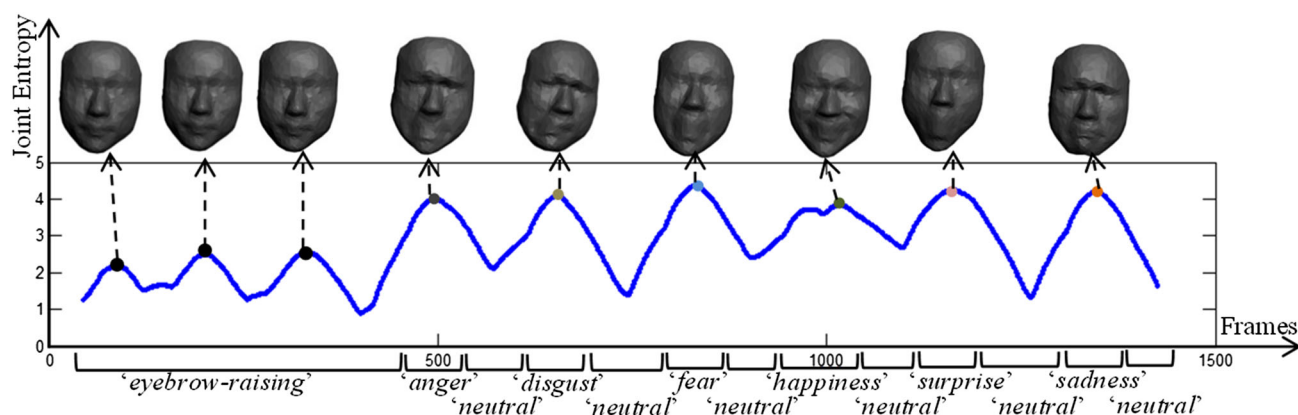 Joint Entropy
5
4
3
2
1
0
0 500 1000 1500
Frames
‘eyebrow-raising’ ‘anger’ ‘disgust’ ‘fear’ ‘happiness’ ‘surprise’ ‘sadness’
‘neutral’ ‘neutral’ ‘neutral’ ‘neutral’ ‘neutral’ ‘neutral’